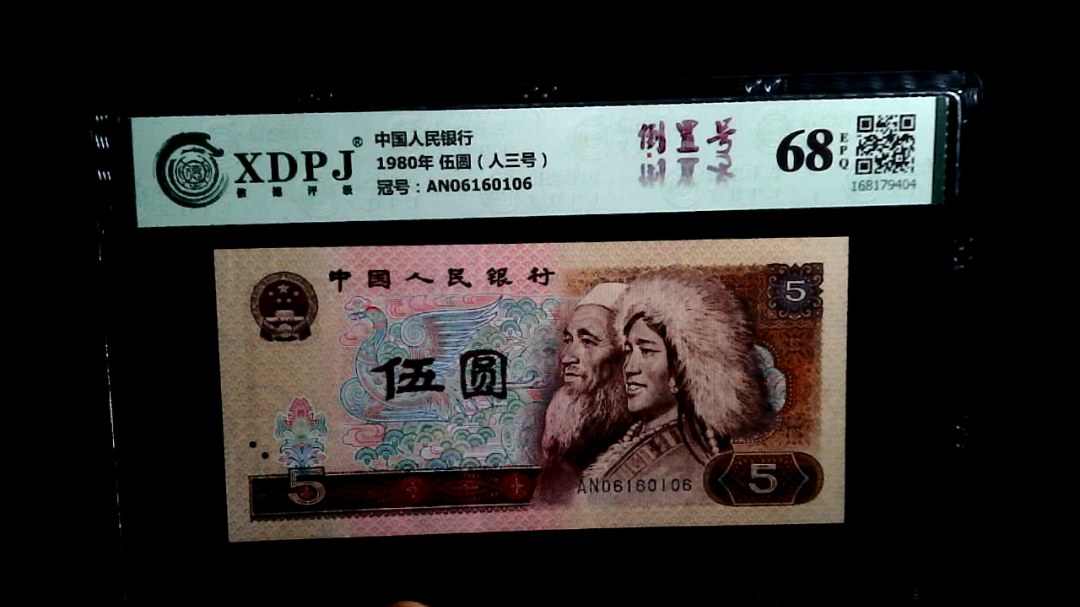 XDPJ®
评级
中国人民银行
1980年 伍圆（人三号）
冠号：AN06160106
倒置号
68
EPQ
168179404
中国人民银行
5
伍圆
5
AN06160106
5